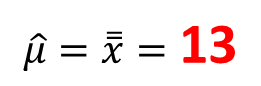 μ̂ = x̿ = 13